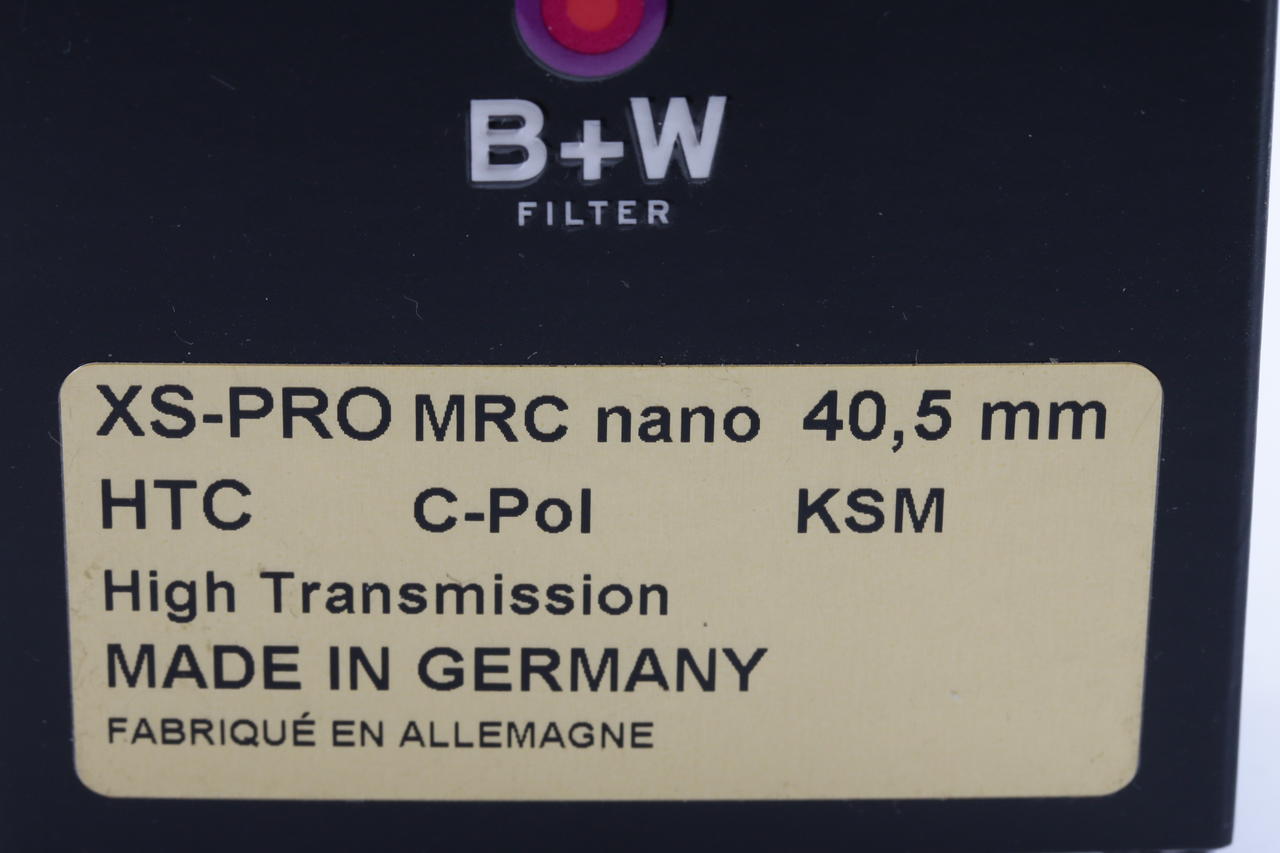 B+W
FILTER
XS-PRO MRC nano 40,5 mm
HTC C-Pol KSM
High Transmission
MADE IN GERMANY
FABRIQUÉ EN ALLEMAGNE